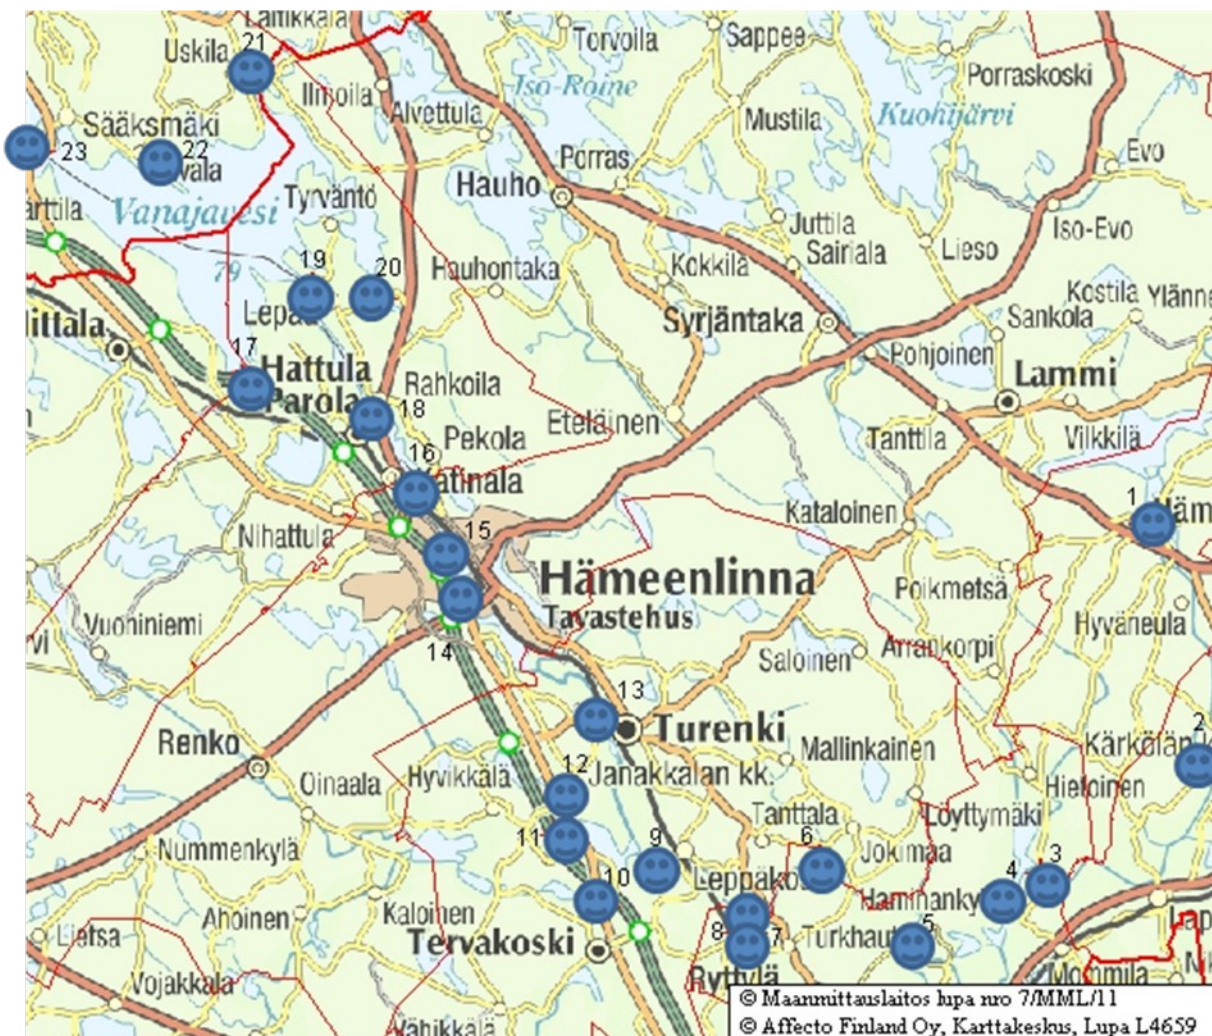 Laitikkala
Uskila
21
Torvoila
Sappee
Porraskoski
Ilmoila
Alvettula
Iso-Roine
Mustila
Kuohijärvi
Sääksmäki
22
23
Evo
Porras
Hauho
Tyrväntö
Vanajavesi
Juttila
Sairiala
Lieso
Iso-Evo
79
19
20
Hauhontaka
Kokkila
Kostila
Syrjäntaka
Sankola
17
Hattula
Parola
18
Rahkoila
Pohjoinen
Lammi
Pekola
Eteläinen
Tanttila
Vilkkilä
16
1
Nihattula
15
Kataloinen
Hämeenlinna
Tavastehus
Poikmetsä
Hyväneula
Vuohiniemi
14
Saloinen
Arrankorpi
13
Turenki
2
Renko
Oinaala
Hyvikkälä
12
Janakkalan kk.
Mallinkainen
Hietoinen
Tanttala
Löyttymäki
11
9
6
Jokimaa
Nummenkylä
3
4
10
Ahoinen
Kaloinen
Lietsa
Tervakoski
8
7
5
Ryttylä
Mommila
Vojakkala
Vähikkälä
© Maanmittauslaitos lupa nro 7/MML/11
© Affecto Finland Oy, Karttakeskus, Lupa L4659